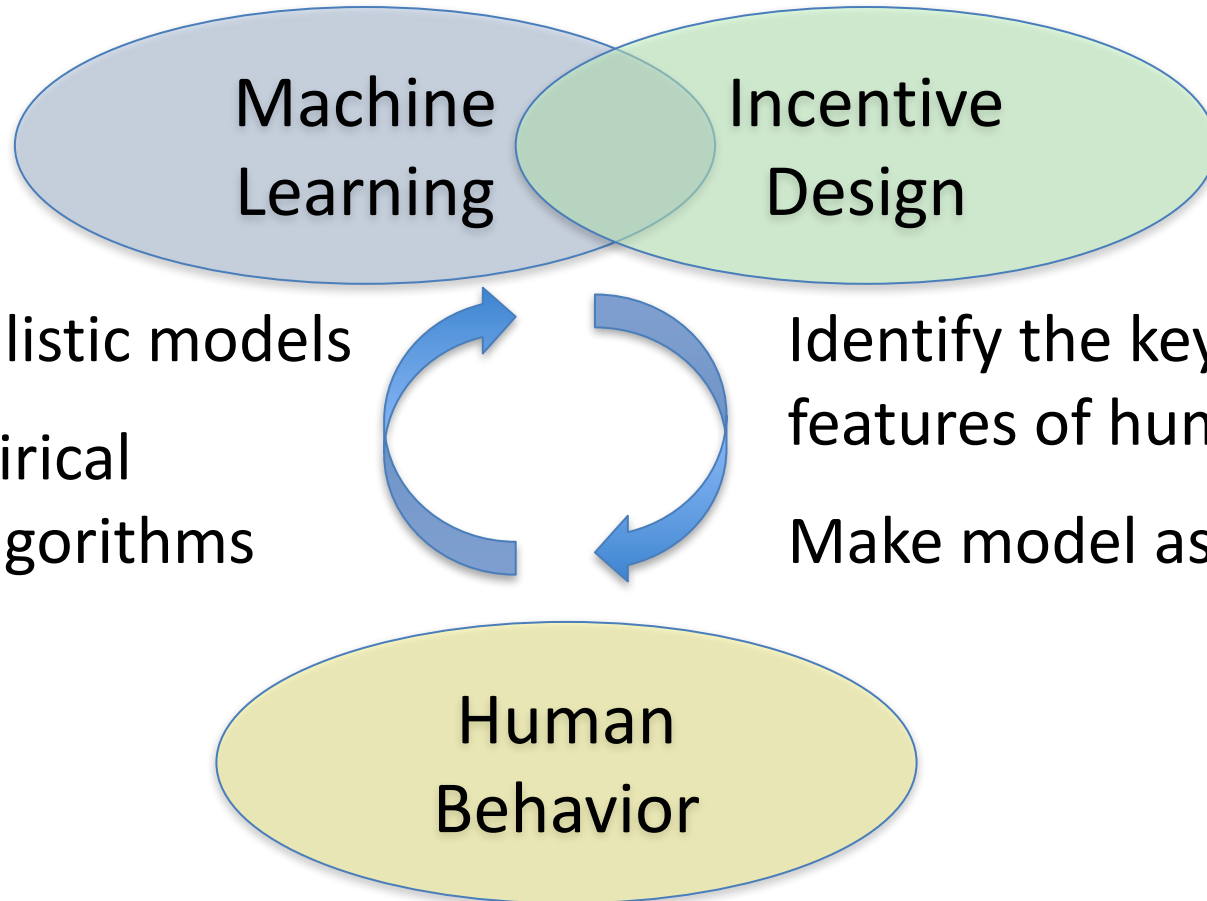 Machine
Learning
Incentive
Design
listic models
irical
gorithms
Identify the key
features of hum
Make model as
Human
Behavior